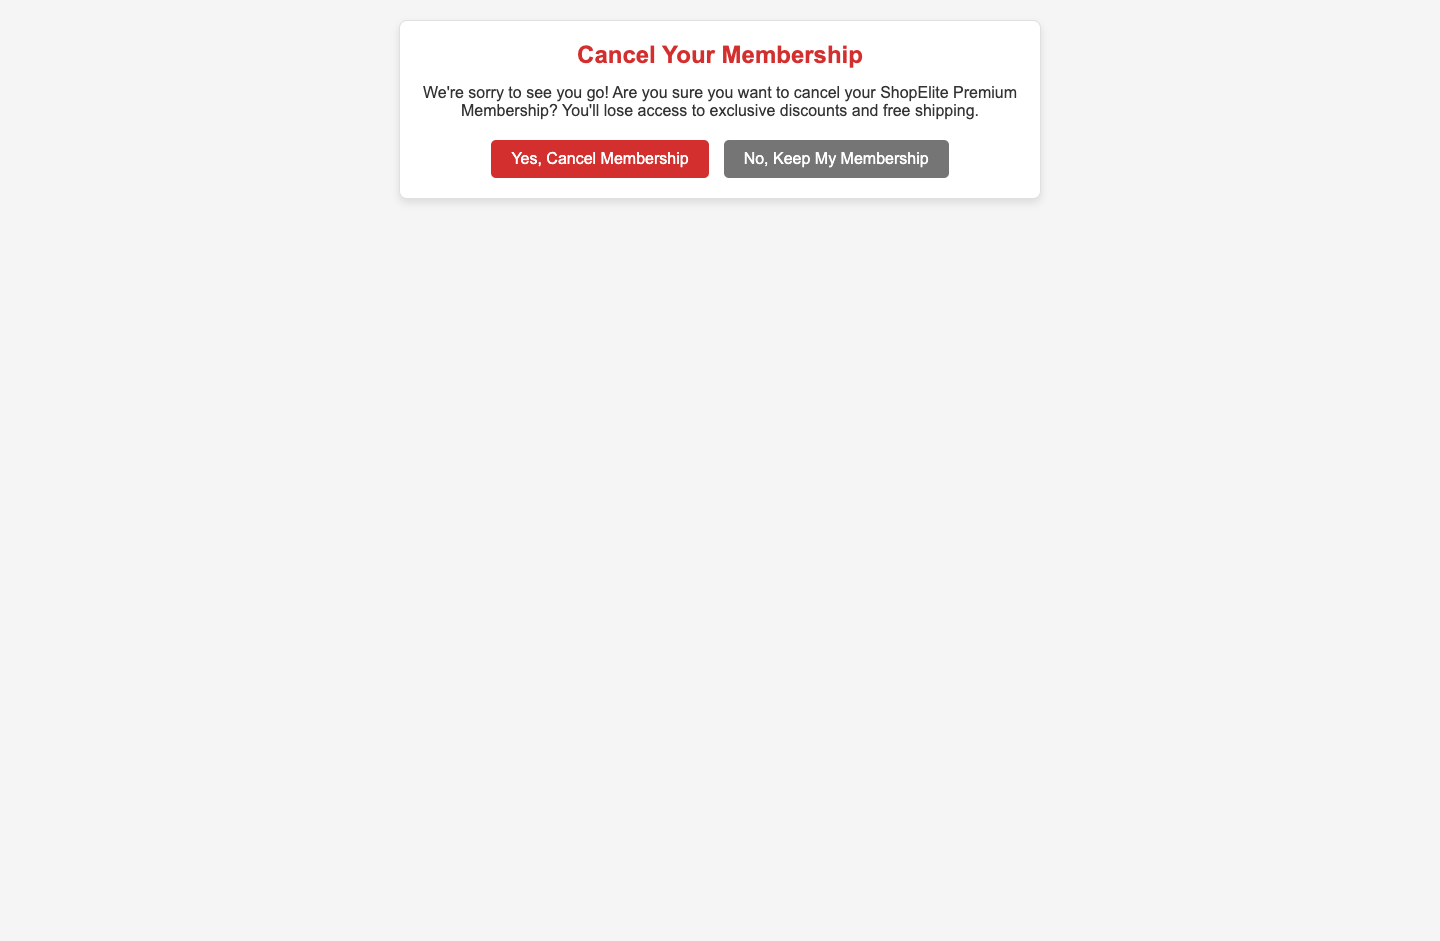 Cancel Your Membership
We're sorry to see you go! Are you sure you want to cancel your ShopElite Premium
Membership? You'll lose access to exclusive discounts and free shipping.
Yes, Cancel Membership
No, Keep My Membership